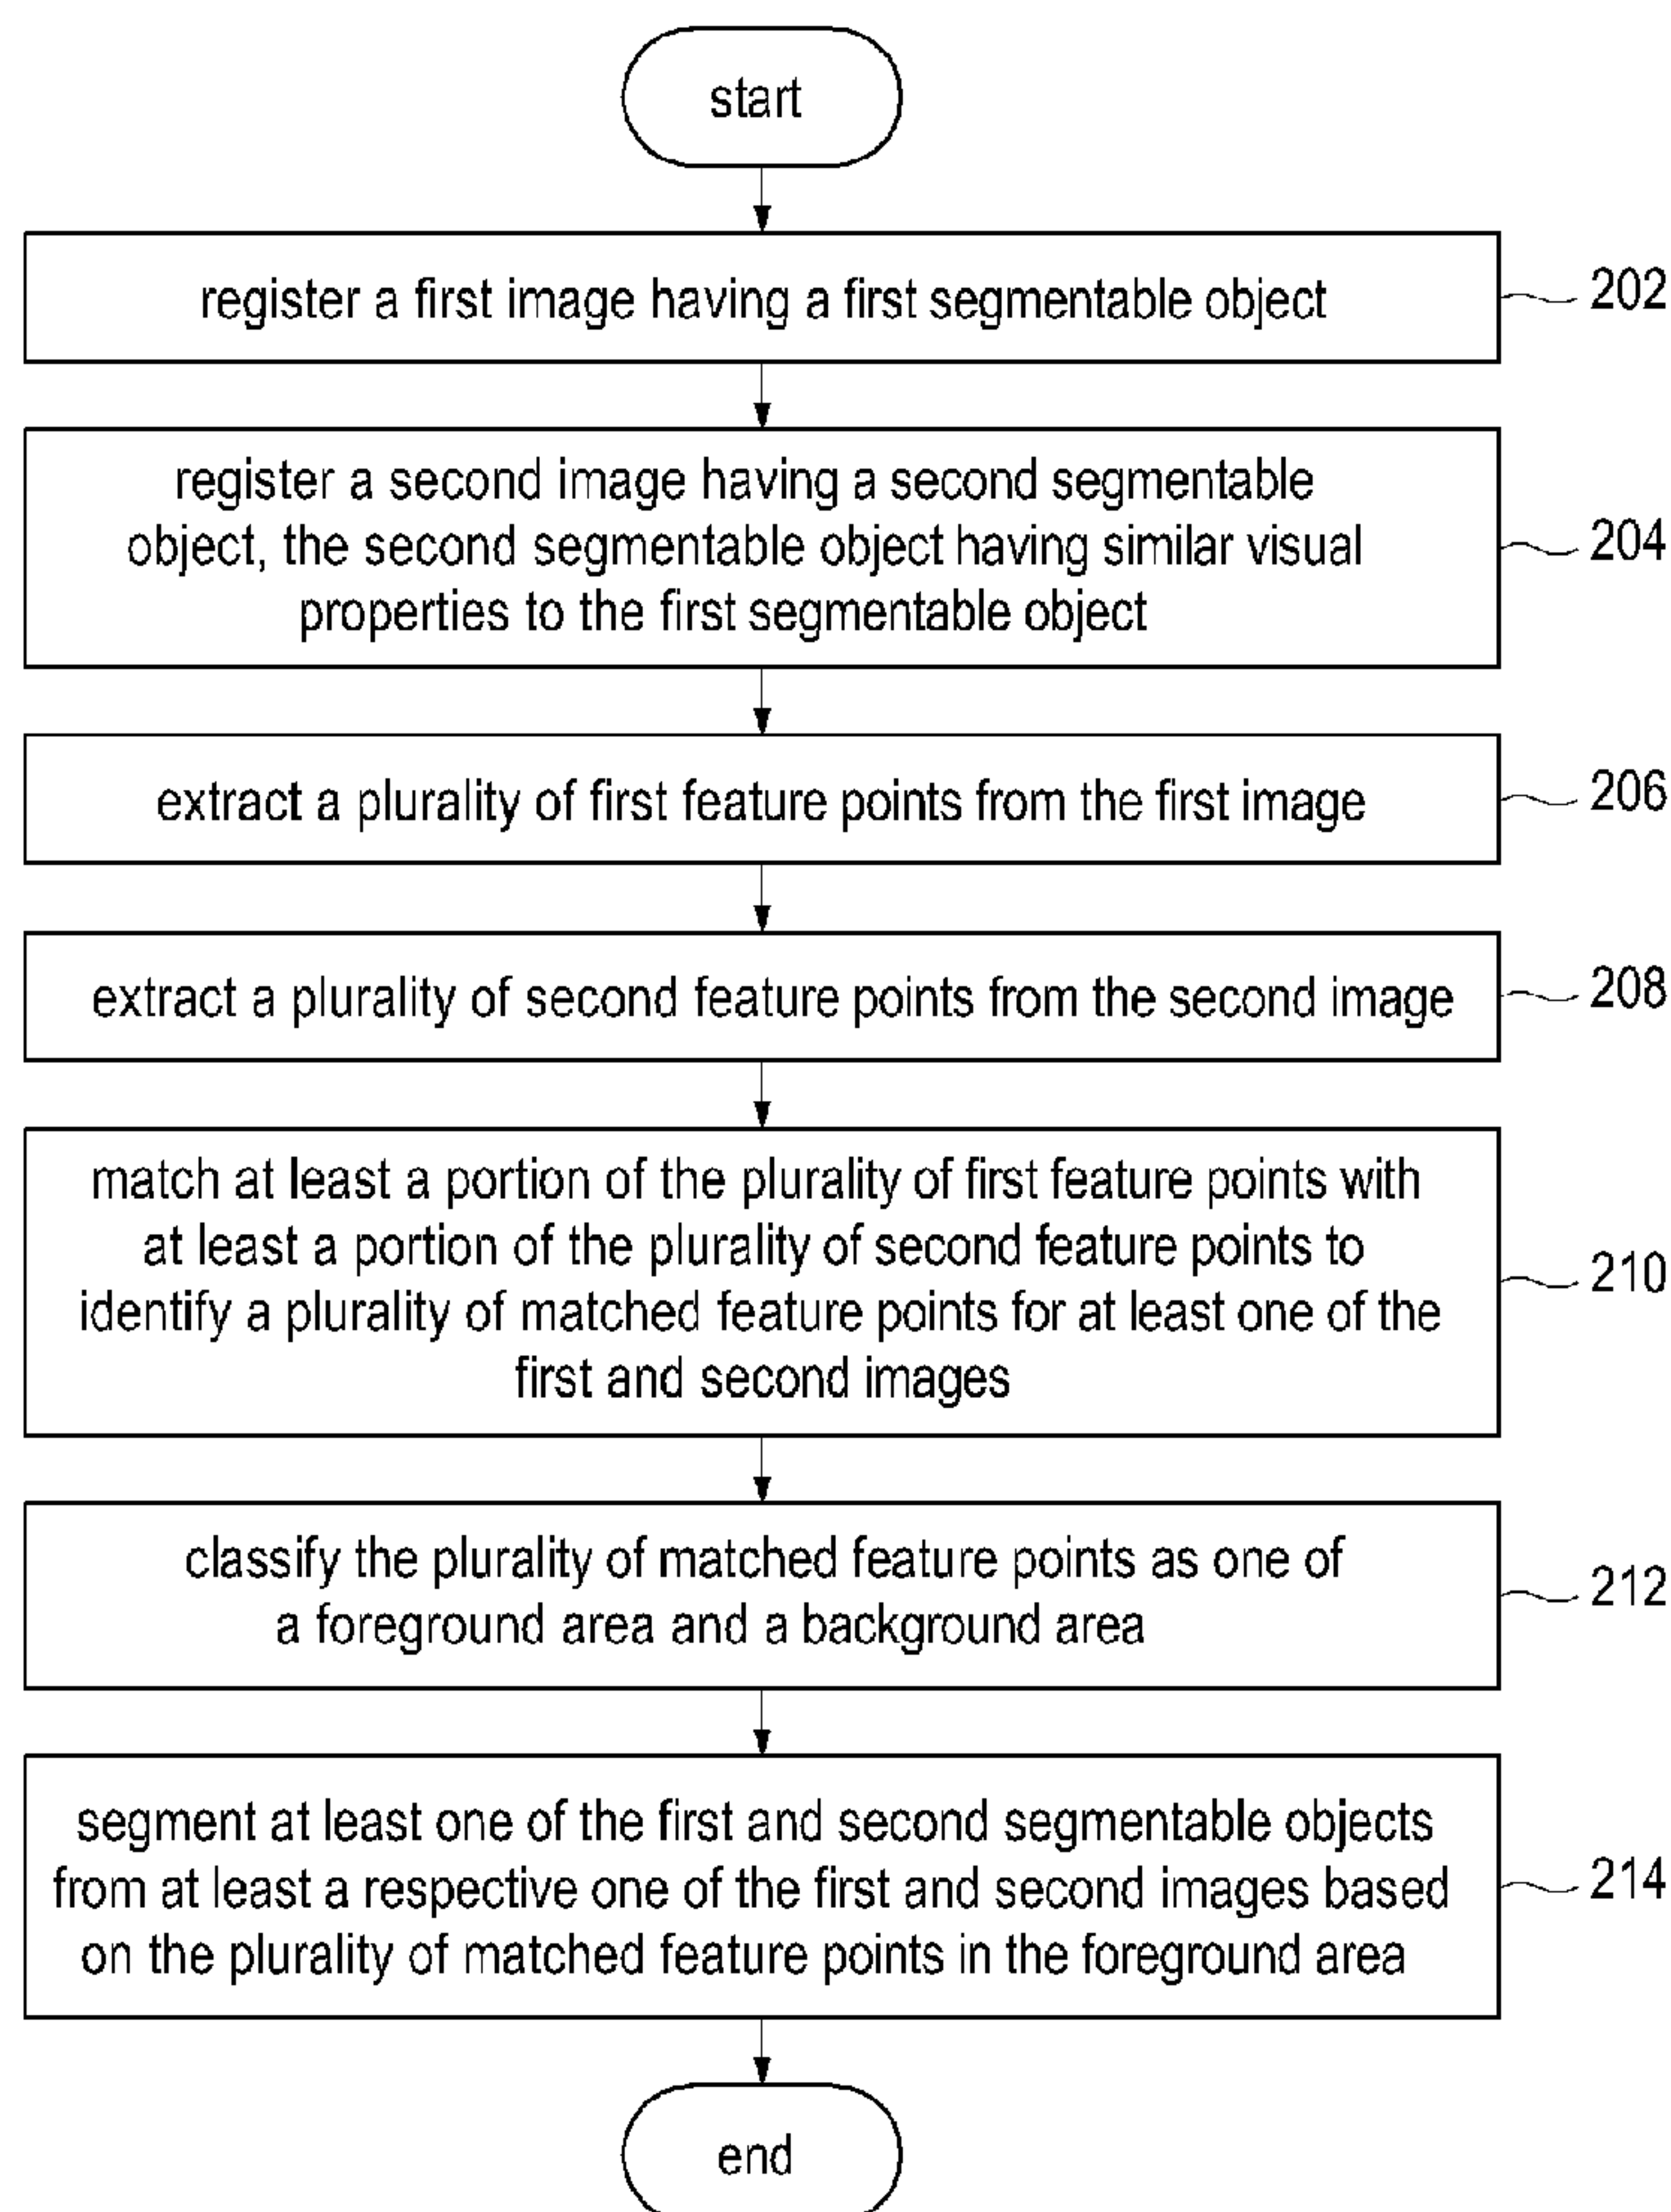 start
register a first image having a first segmentable object
202
register a second image having a second segmentable
object, the second segmentable object having similar visual
properties to the first segmentable object
204
extract a plurality of first feature points from the first image
206
extract a plurality of second feature points from the second image
208
match at least a portion of the plurality of first feature points with
at least a portion of the plurality of second feature points to
identify a plurality of matched feature points for at least one of the
first and second images
210
classify the plurality of matched feature points as one of
a foreground area and a background area
212
segment at least one of the first and second segmentable objects
from at least a respective one of the first and second images based
on the plurality of matched feature points in the foreground area
214
end